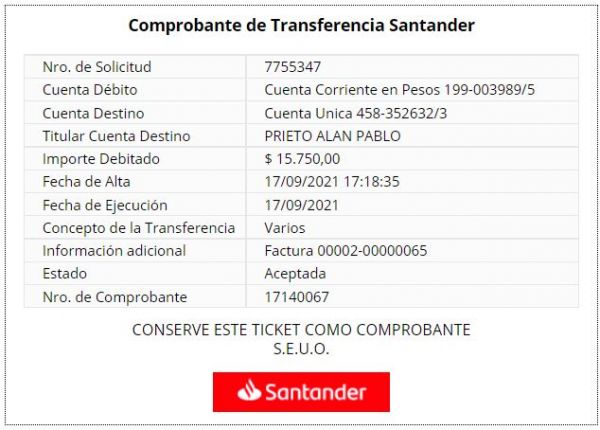 Comprobante de Transferencia Santander
Nro. de Solicitud 7755347
Cuenta Débito Cuenta Corriente en Pesos 199-003989/5
Cuenta Destino Cuenta Unica 458-352632/3
Titular Cuenta Destino PRIETO ALAN PABLO
Importe Debitado $ 15.750,00
Fecha de Alta 17/09/2021 17:18:35
Fecha de Ejecución 17/09/2021
Concepto de la Transferencia Varios
Información adicional Factura 00002-00000065
Estado Aceptada
Nro. de Comprobante 17140067
CONSERVE ESTE TICKET COMO COMPROBANTE
S.E.U.O.
Santander